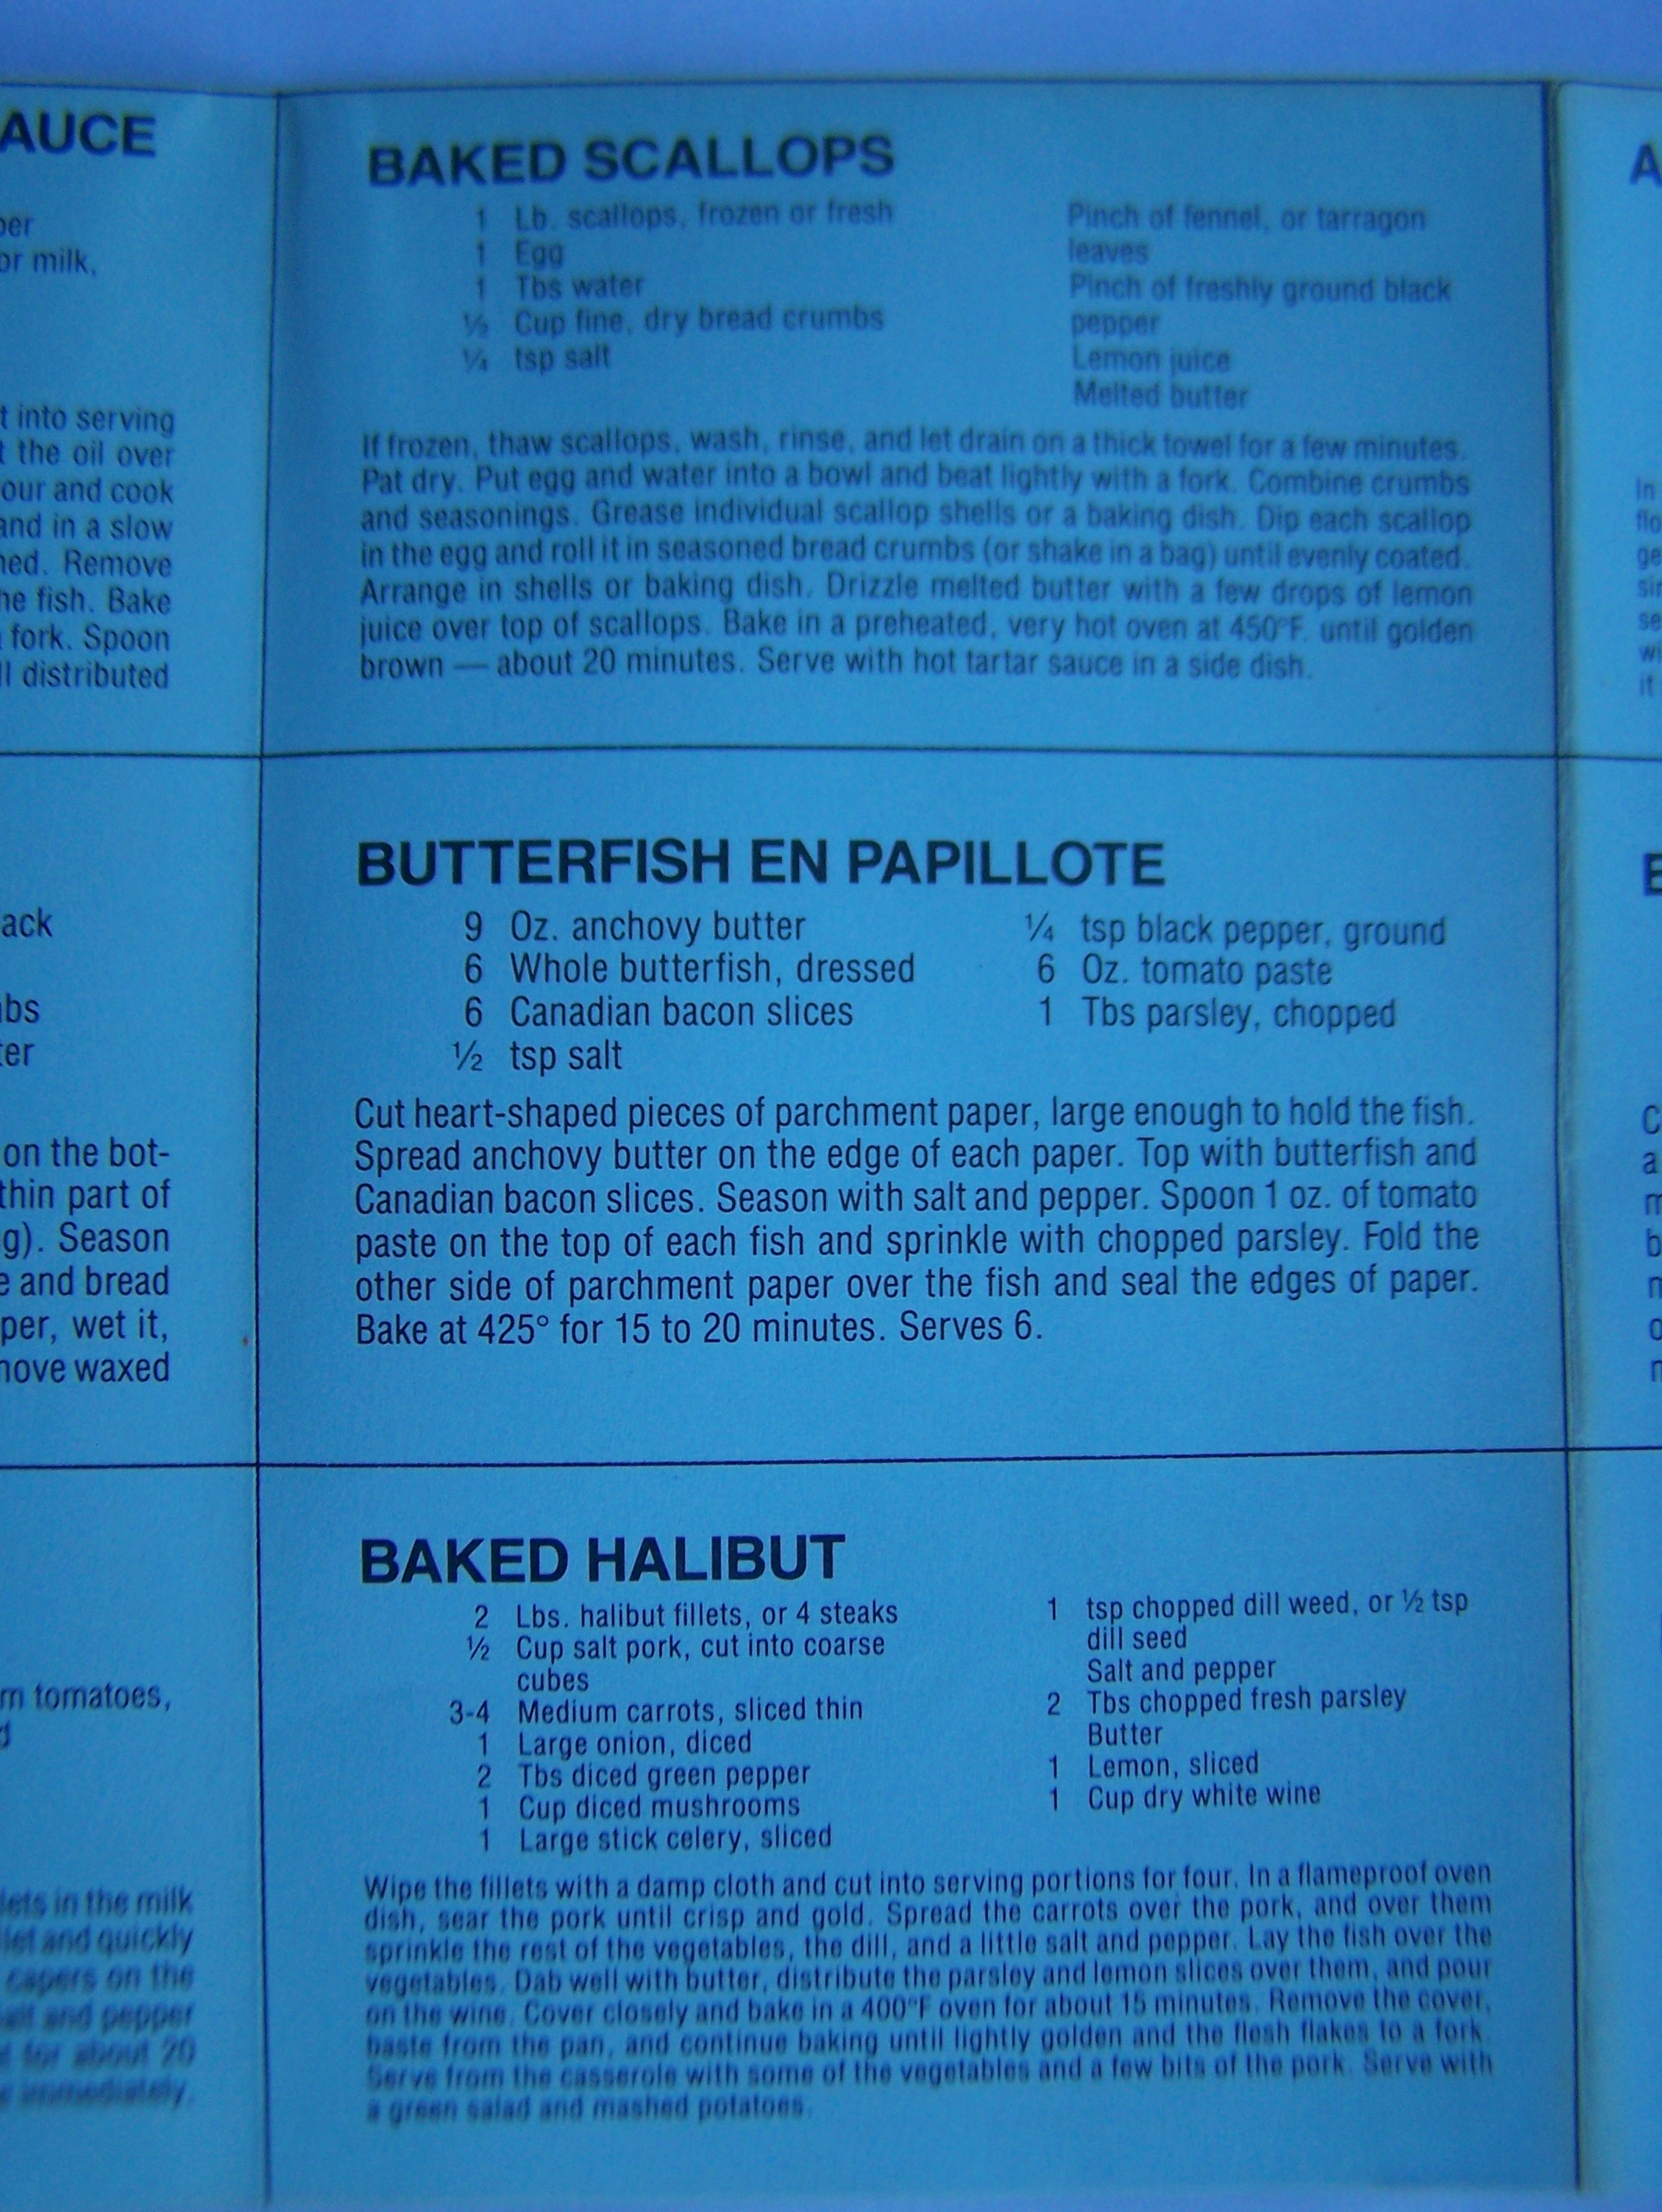 AUCE
per
or milk,
t into serving
t the oil over
our and cook
and in a slow
ned. Remove
he fish. Bake
fork. Spoon
ll distributed
ack
bs
ter
on the bot-
thin part of
g). Season
e and bread
per, wet it,
nove waxed
m tomatoes,
d
lets in the milk
let and quickly
capers on the
alt and pepper
t for about 20
immediately.
BAKED SCALLOPS
1 Lb. scallops, frozen or fresh
1 Egg
1 Tbs water
½ Cup fine, dry bread crumbs
¼ tsp salt
Pinch of fennel, or tarragon
leaves
Pinch of freshly ground black
pepper
Lemon juice
Melted butter
If frozen, thaw scallops, wash, rinse, and let drain on a thick towel for a few minutes.
Pat dry. Put egg and water into a bowl and beat lightly with a fork. Combine crumbs
and seasonings. Grease individual scallop shells or a baking dish. Dip each scallop
in the egg and roll it in seasoned bread crumbs (or shake in a bag) until evenly coated.
Arrange in shells or baking dish. Drizzle melted butter with a few drops of lemon
juice over top of scallops. Bake in a preheated, very hot oven at 450°F. until golden
brown — about 20 minutes. Serve with hot tartar sauce in a side dish.
BUTTERFISH EN PAPILLOTE
9 Oz. anchovy butter
6 Whole butterfish, dressed
6 Canadian bacon slices
½ tsp salt
¼ tsp black pepper, ground
6 Oz. tomato paste
1 Tbs parsley, chopped
Cut heart-shaped pieces of parchment paper, large enough to hold the fish.
Spread anchovy butter on the edge of each paper. Top with butterfish and
Canadian bacon slices. Season with salt and pepper. Spoon 1 oz. of tomato
paste on the top of each fish and sprinkle with chopped parsley. Fold the
other side of parchment paper over the fish and seal the edges of paper.
Bake at 425° for 15 to 20 minutes. Serves 6.
BAKED HALIBUT
2 Lbs. halibut fillets, or 4 steaks
½ Cup salt pork, cut into coarse
cubes
3-4 Medium carrots, sliced thin
1 Large onion, diced
2 Tbs diced green pepper
1 Cup diced mushrooms
1 Large stick celery, sliced
1 tsp chopped dill weed, or ½ tsp
dill seed
Salt and pepper
2 Tbs chopped fresh parsley
Butter
1 Lemon, sliced
1 Cup dry white wine
Wipe the fillets with a damp cloth and cut into serving portions for four. In a flameproof oven
dish, sear the pork until crisp and gold. Spread the carrots over the pork, and over them
sprinkle the rest of the vegetables, the dill, and a little salt and pepper. Lay the fish over the
vegetables. Dab well with butter, distribute the parsley and lemon slices over them, and pour
on the wine. Cover closely and bake in a 400°F oven for about 15 minutes. Remove the cover,
baste from the pan, and continue baking until lightly golden and the flesh flakes to a fork.
Serve from the casserole with some of the vegetables and a few bits of the pork. Serve with
a green salad and mashed potatoes.
A
In
flo
ge
sin
se
wi
it
C
a
m
b